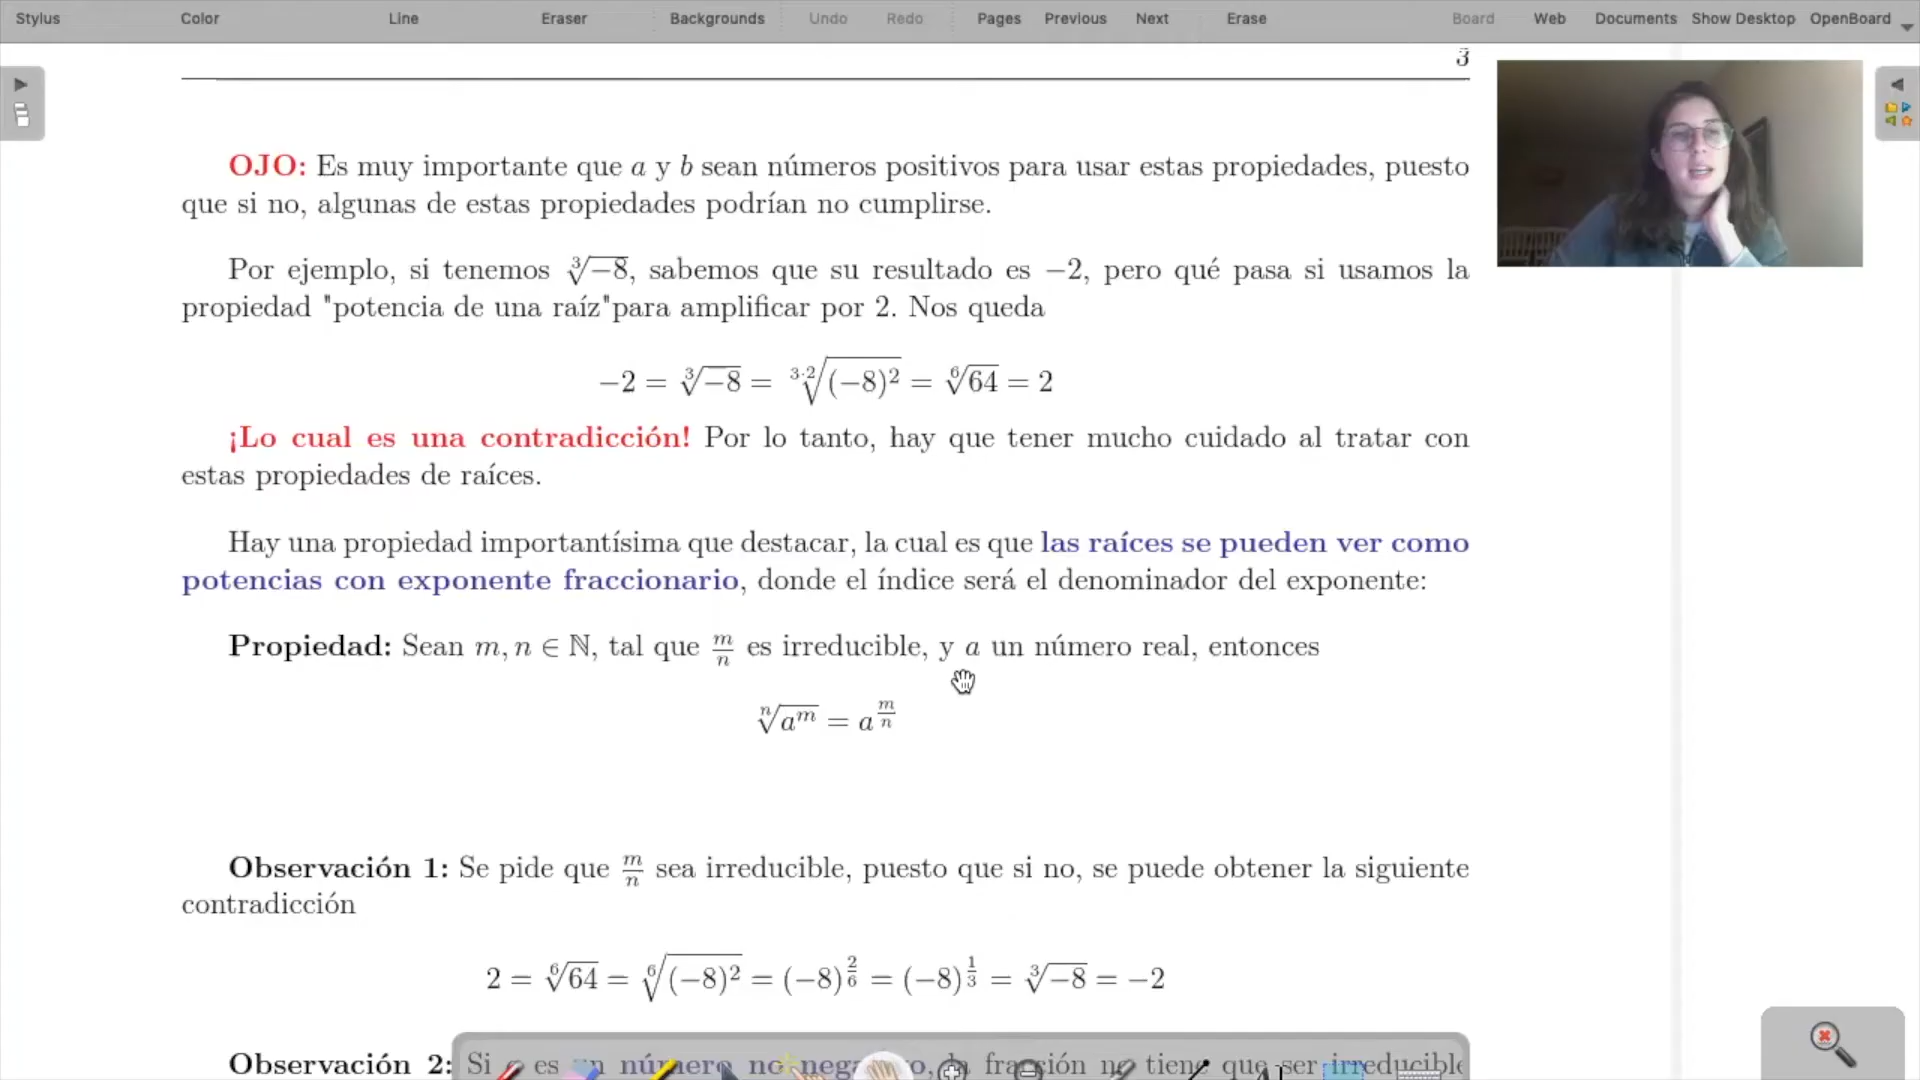 Stylus Color Line Eraser Backgrounds Undo Redo Pages Previous Next Erase Board Web Documents Show Desktop OpenBoard
3
OJO: Es muy importante que a y b sean números positivos para usar estas propiedades, puesto
que si no, algunas de estas propiedades podrían no cumplirse.
Por ejemplo, si tenemos ∛−8, sabemos que su resultado es −2, pero qué pasa si usamos la
propiedad "potencia de una raíz"para amplificar por 2. Nos queda
−2 = ∛−8 = ³·²√(−8)² = ⁶√64 = 2
¡Lo cual es una contradicción! Por lo tanto, hay que tener mucho cuidado al tratar con
estas propiedades de raíces.
Hay una propiedad importantísima que destacar, la cual es que las raíces se pueden ver como
potencias con exponente fraccionario, donde el índice será el denominador del exponente:
Propiedad: Sean m, n ∈ ℕ, tal que m/n es irreducible, y a un número real, entonces
ⁿ√aᵐ = a^(m/n)
Observación 1: Se pide que m/n sea irreducible, puesto que si no, se puede obtener la siguiente
contradicción
2 = ⁶√64 = ⁶√(−8)² = (−8)^(2/6) = (−8)^(1/3) = ∛−8 = −2
Observación 2: Si es un número no fracción tiene que ser irreducible